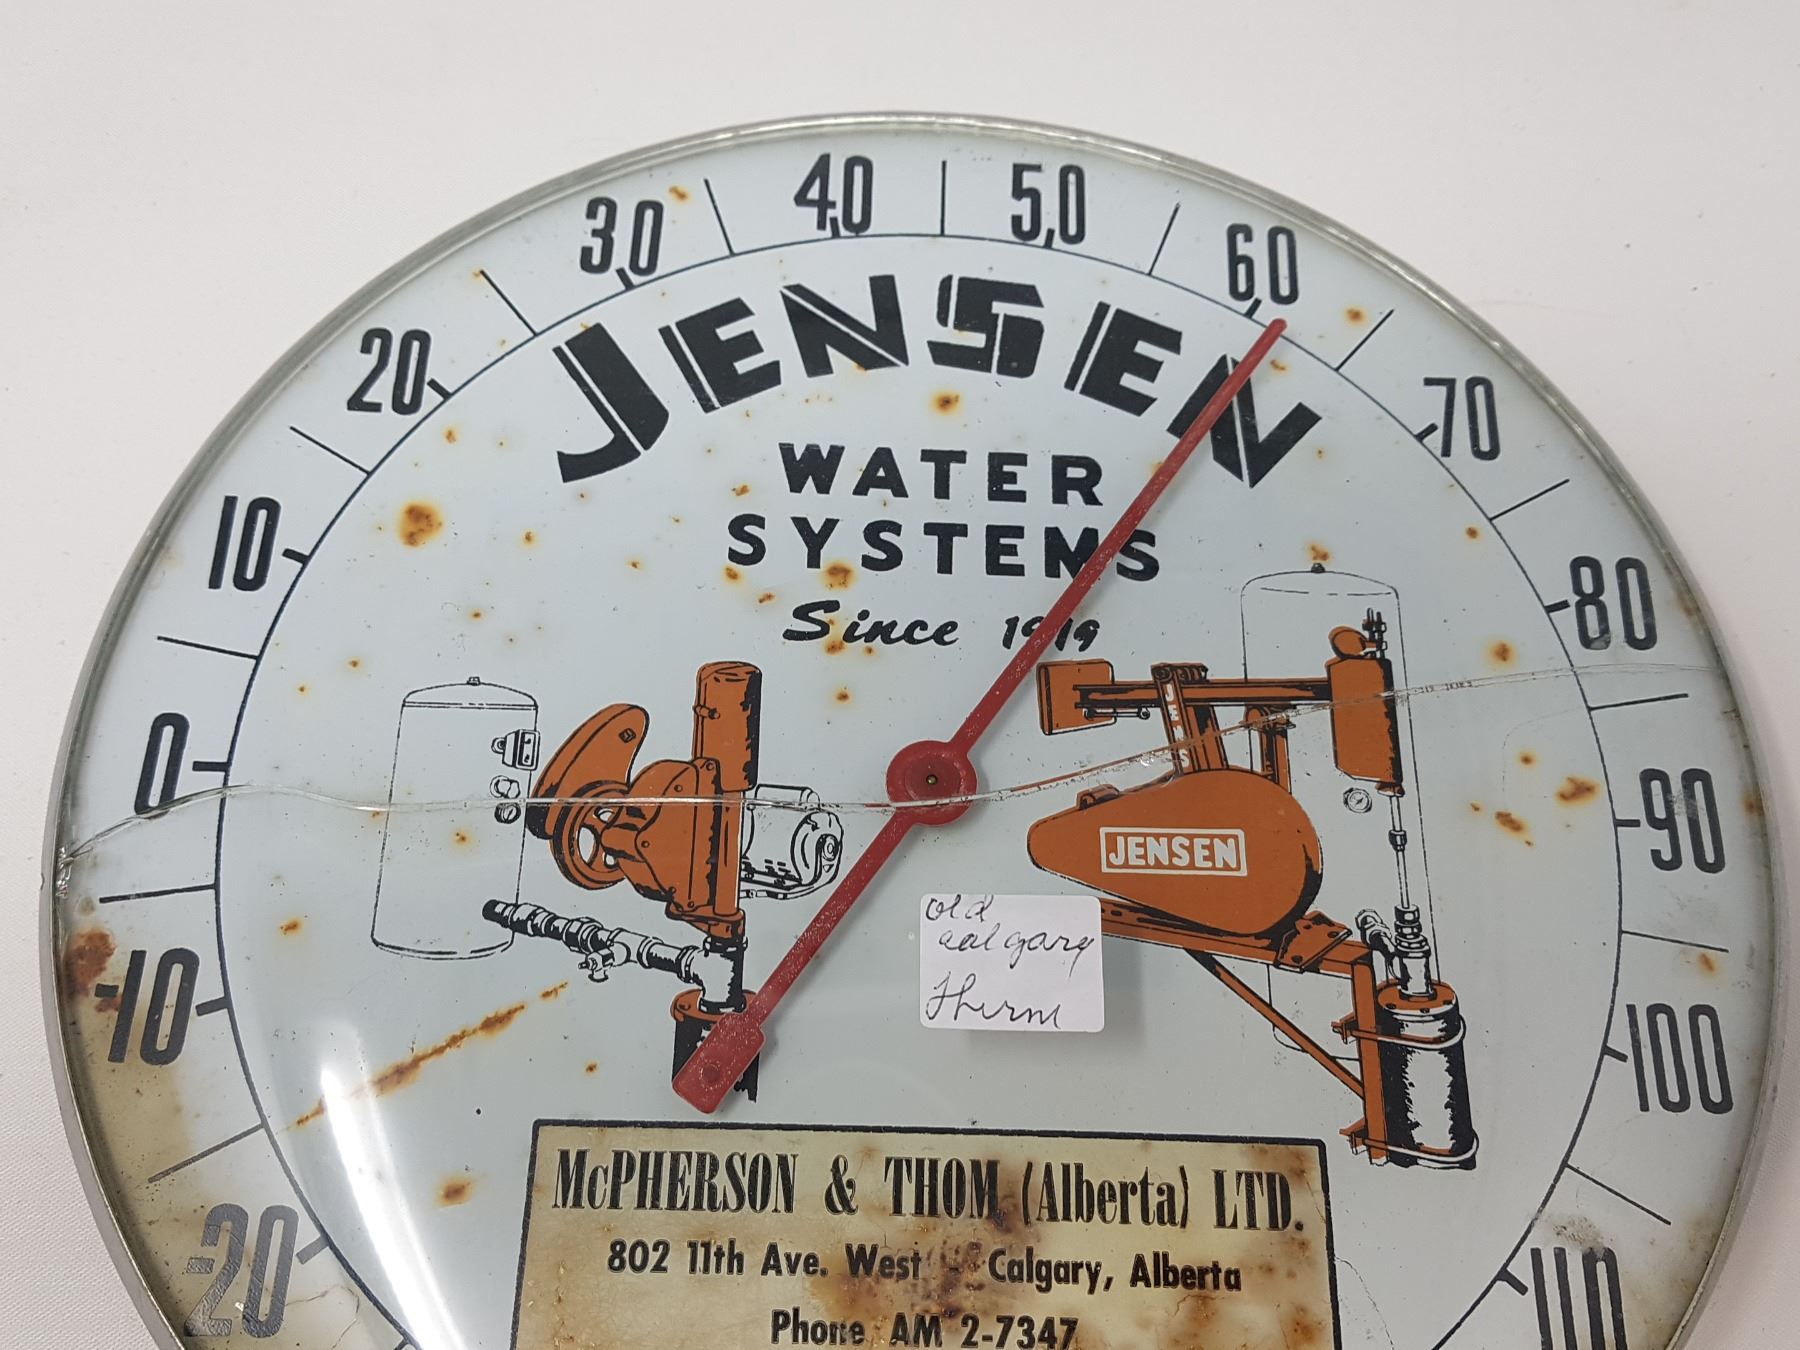 -20
-10
0
10
20
30
40
50
60
70
80
90
100
110
JENSEN
WATER
SYSTEMS
Since 1919
JENSEN
JENSEN
old
calgary
Therm
McPHERSON & THOM (Alberta) LTD.
802 11th Ave. West - Calgary, Alberta
Phone AM 2-7347